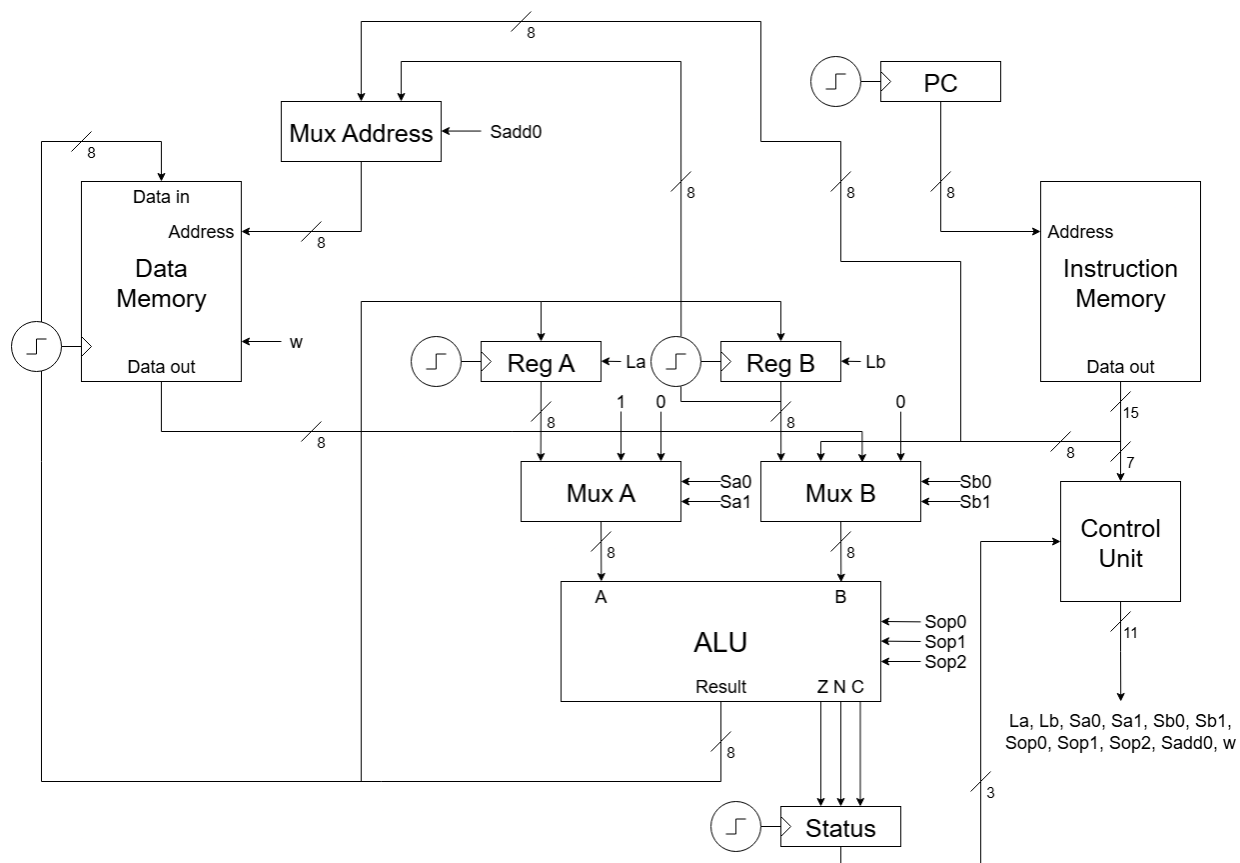 8
8
PC
Mux Address
Sadd0
8
Data in
8
8
8
Address
8
Address
Data
Memory
Instruction
Memory
w
Data out
Reg A
La
Reg B
Lb
Data out
1
0
0
8
8
15
8
8
7
Mux A
Sa0
Sa1
Mux B
Sb0
Sb1
Control
Unit
8
8
A
B
Sop0
Sop1
Sop2
11
ALU
Result
Z N C
La, Lb, Sa0, Sa1, Sb0, Sb1,
Sop0, Sop1, Sop2, Sadd0, w
8
3
Status